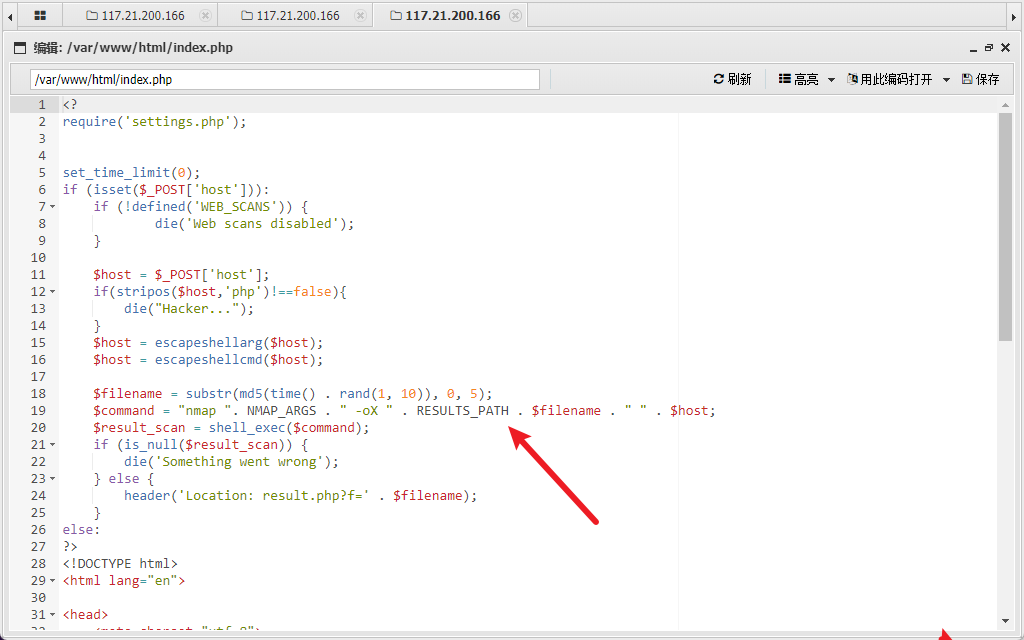 117.21.200.166 117.21.200.166 117.21.200.166
编辑: /var/www/html/index.php
/var/www/html/index.php 刷新 高亮 用此编码打开 保存
1 <?
2 require('settings.php');
3
4
5 set_time_limit(0);
6 if (isset($_POST['host'])):
7 if (!defined('WEB_SCANS')) {
8 die('Web scans disabled');
9 }
10
11 $host = $_POST['host'];
12 if(stripos($host,'php')!==false){
13 die("Hacker...");
14 }
15 $host = escapeshellarg($host);
16 $host = escapeshellcmd($host);
17
18 $filename = substr(md5(time() . rand(1, 10)), 0, 5);
19 $command = "nmap ". NMAP_ARGS . " -oX " . RESULTS_PATH . $filename . " " . $host;
20 $result_scan = shell_exec($command);
21 if (is_null($result_scan)) {
22 die('Something went wrong');
23 } else {
24 header('Location: result.php?f=' . $filename);
25 }
26 else:
27 ?>
28 <!DOCTYPE html>
29 <html lang="en">
30
31 <head>